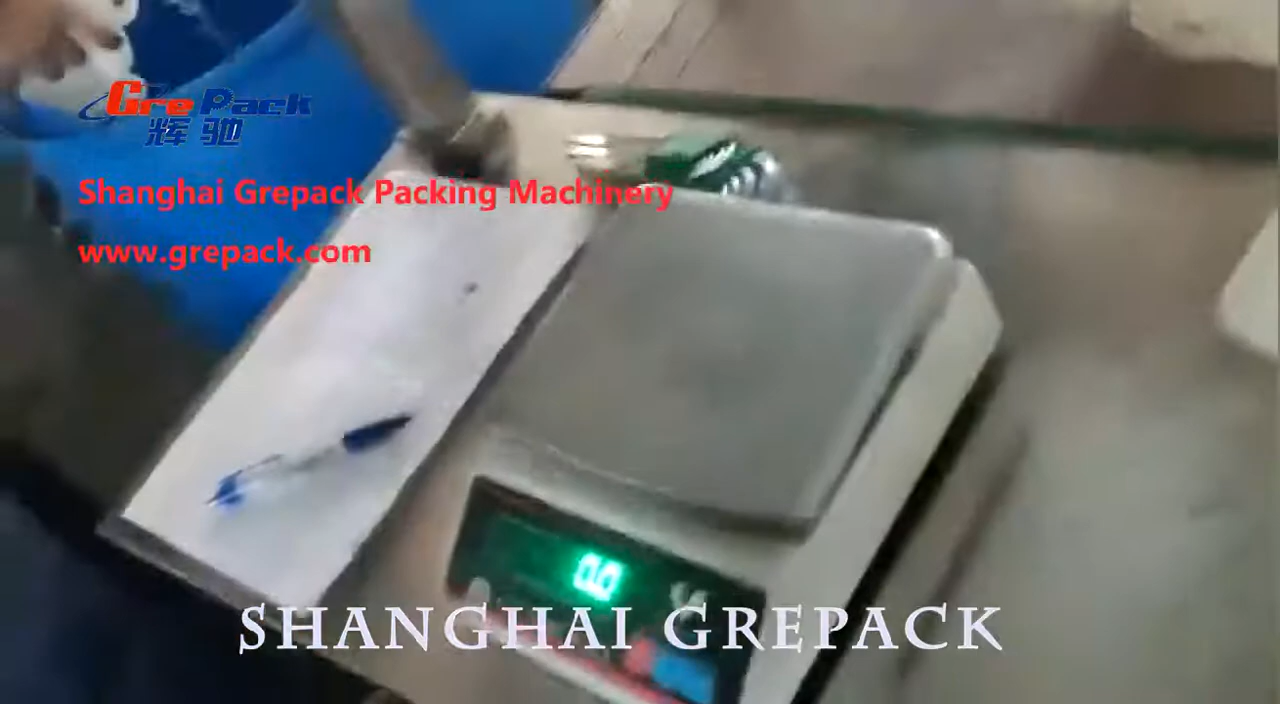 GrePack
辉驰
Shanghai Grepack Packing Machinery
www.grepack.com
0.0
SHANGHAI GREPACK